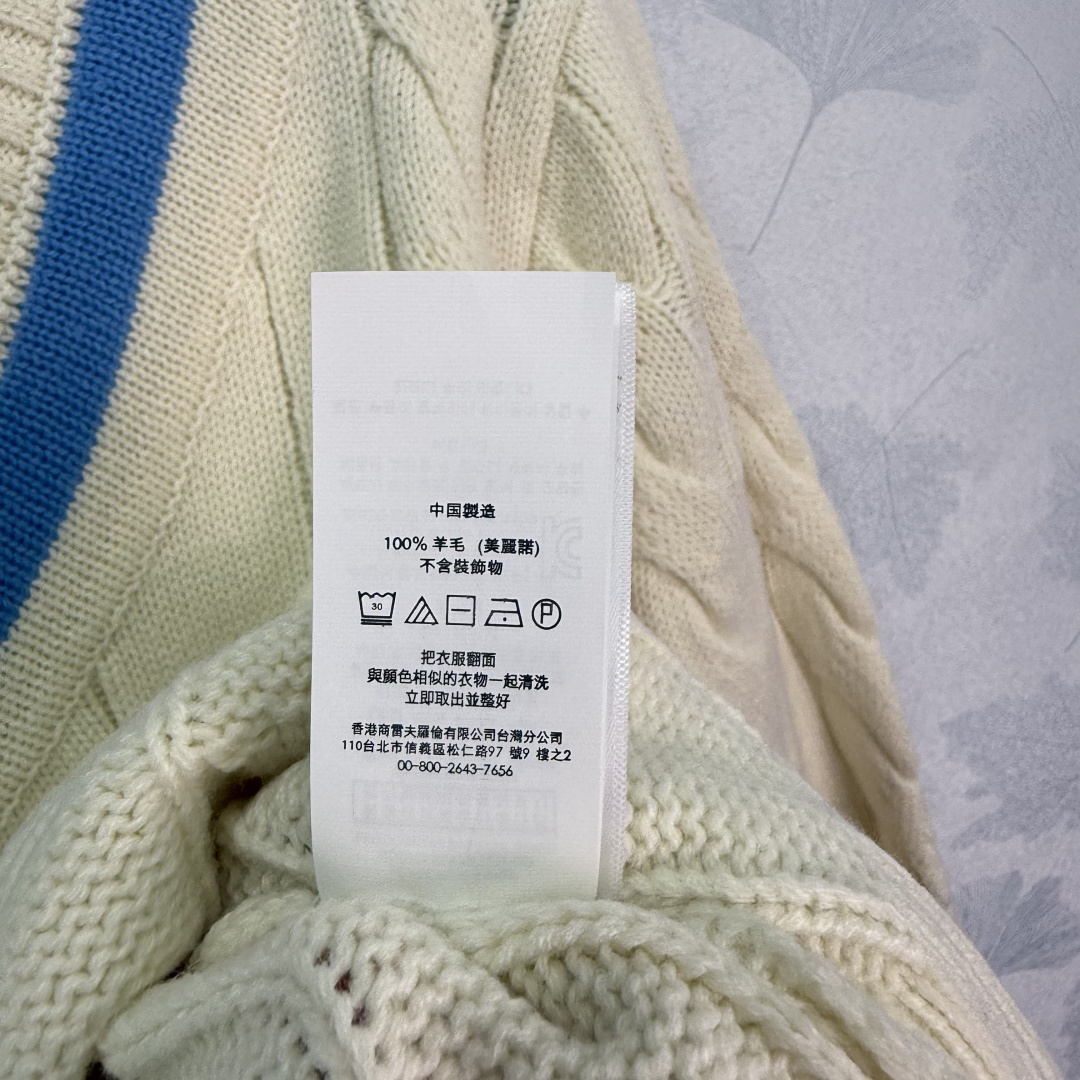 中国製造
100% 羊毛 (美麗諾)
不含裝飾物
30
P
把衣服翻面
與顏色相似的衣物一起清洗
立即取出並整好
香港商雷夫羅倫有限公司台灣分公司
110台北市信義區松仁路97 號9 樓之2
00-800-2643-7656